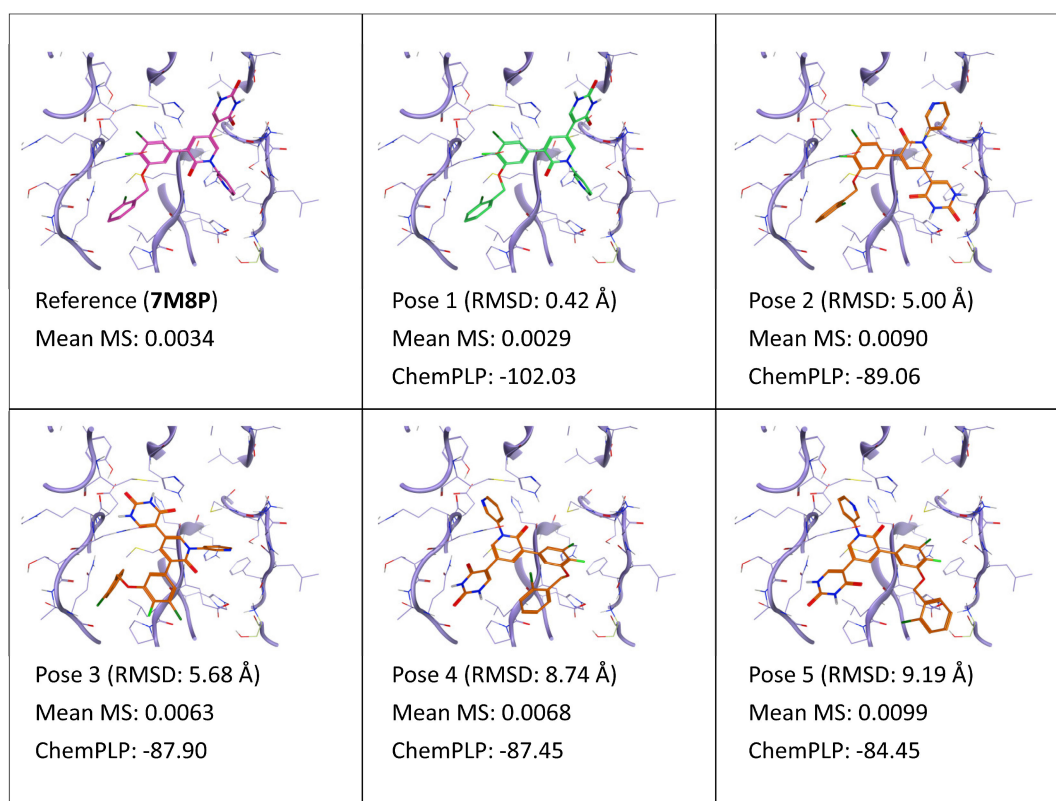 Reference (7M8P)
Mean MS: 0.0034
Pose 1 (RMSD: 0.42 Å)
Mean MS: 0.0029
ChemPLP: -102.03
Pose 2 (RMSD: 5.00 Å)
Mean MS: 0.0090
ChemPLP: -89.06
Pose 3 (RMSD: 5.68 Å)
Mean MS: 0.0063
ChemPLP: -87.90
Pose 4 (RMSD: 8.74 Å)
Mean MS: 0.0068
ChemPLP: -87.45
Pose 5 (RMSD: 9.19 Å)
Mean MS: 0.0099
ChemPLP: -84.45